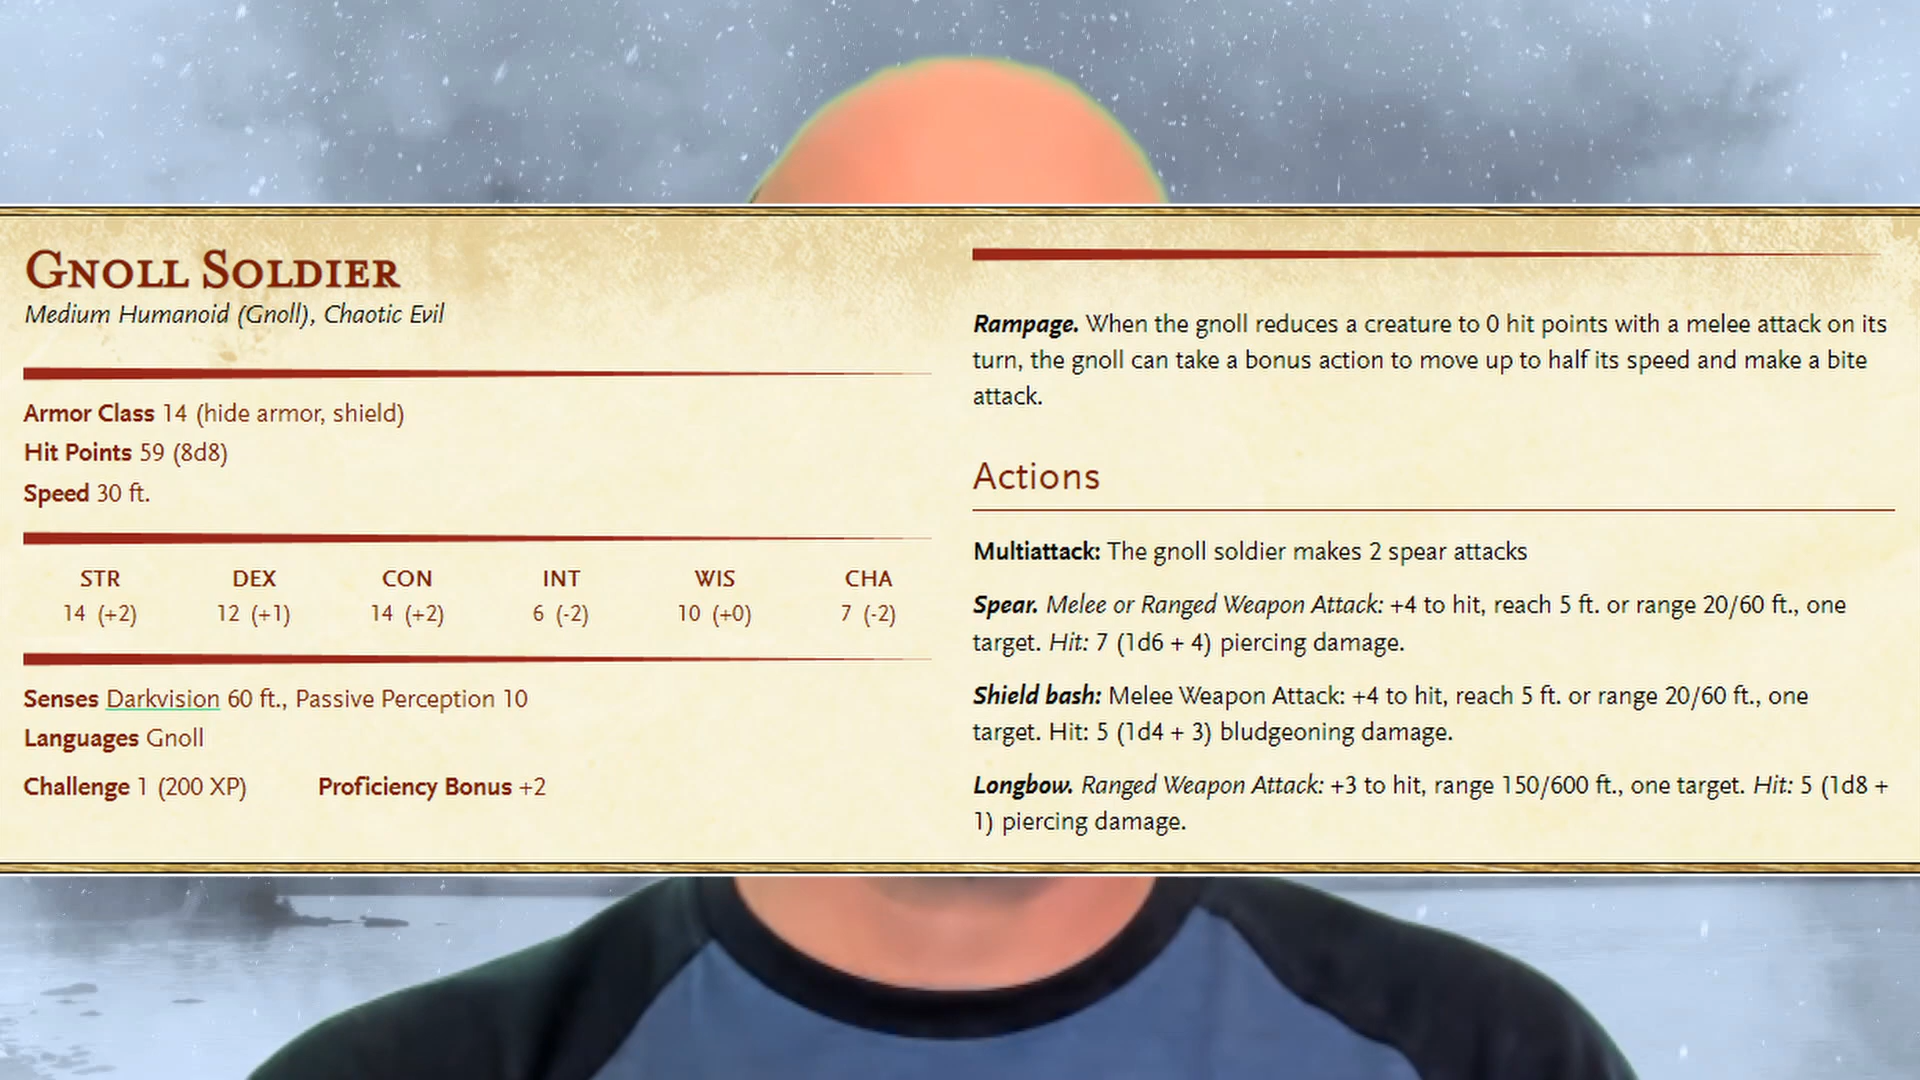 GNOLL SOLDIER
Medium Humanoid (Gnoll), Chaotic Evil
Armor Class 14 (hide armor, shield)
Hit Points 59 (8d8)
Speed 30 ft.
STR DEX CON INT WIS CHA
14 (+2) 12 (+1) 14 (+2) 6 (-2) 10 (+0) 7 (-2)
Senses Darkvision 60 ft., Passive Perception 10
Languages Gnoll
Challenge 1 (200 XP) Proficiency Bonus +2
Rampage. When the gnoll reduces a creature to 0 hit points with a melee attack on its
turn, the gnoll can take a bonus action to move up to half its speed and make a bite
attack.
Actions
Multiattack: The gnoll soldier makes 2 spear attacks
Spear. Melee or Ranged Weapon Attack: +4 to hit, reach 5 ft. or range 20/60 ft., one
target. Hit: 7 (1d6 + 4) piercing damage.
Shield bash: Melee Weapon Attack: +4 to hit, reach 5 ft. or range 20/60 ft., one
target. Hit: 5 (1d4 + 3) bludgeoning damage.
Longbow. Ranged Weapon Attack: +3 to hit, range 150/600 ft., one target. Hit: 5 (1d8 +
1) piercing damage.